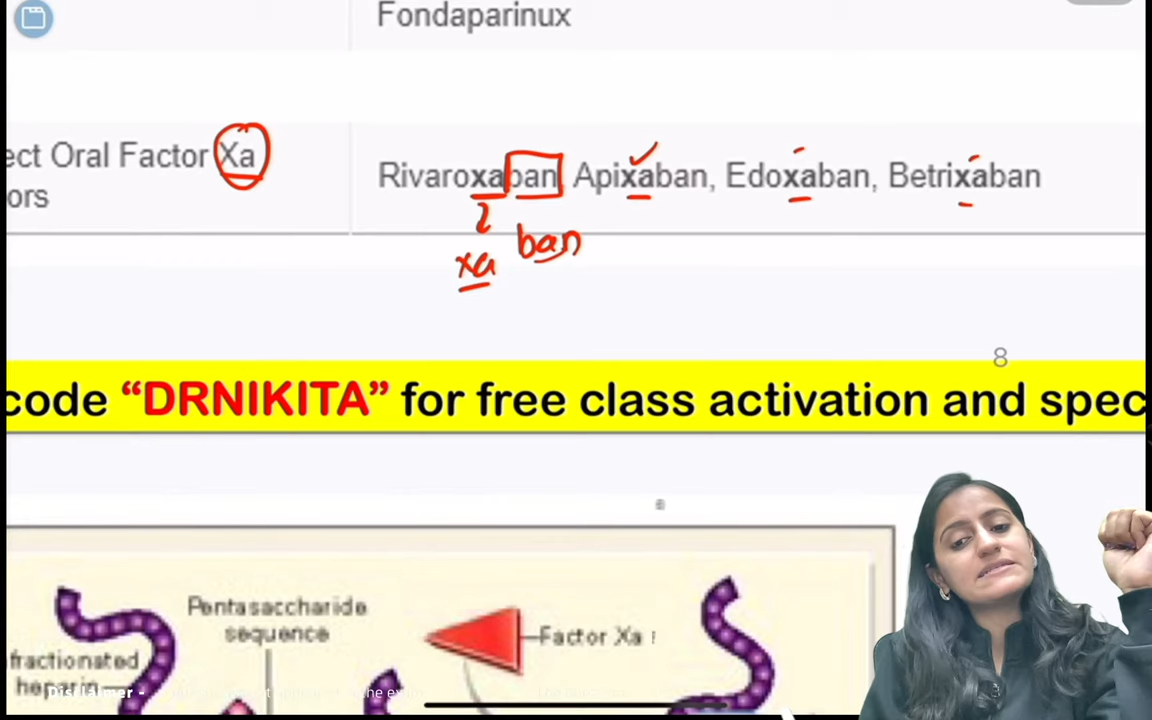 Fondaparinux
ect Oral Factor Xa
ors
Rivaroxaban, Apixaban, Edoxaban, Betrixaban
xa ban
8
code “DRNIKITA” for free class activation and spec
Pentasaccharide
sequence
Factor Xa
fractionated
heparin
Disclaimer -